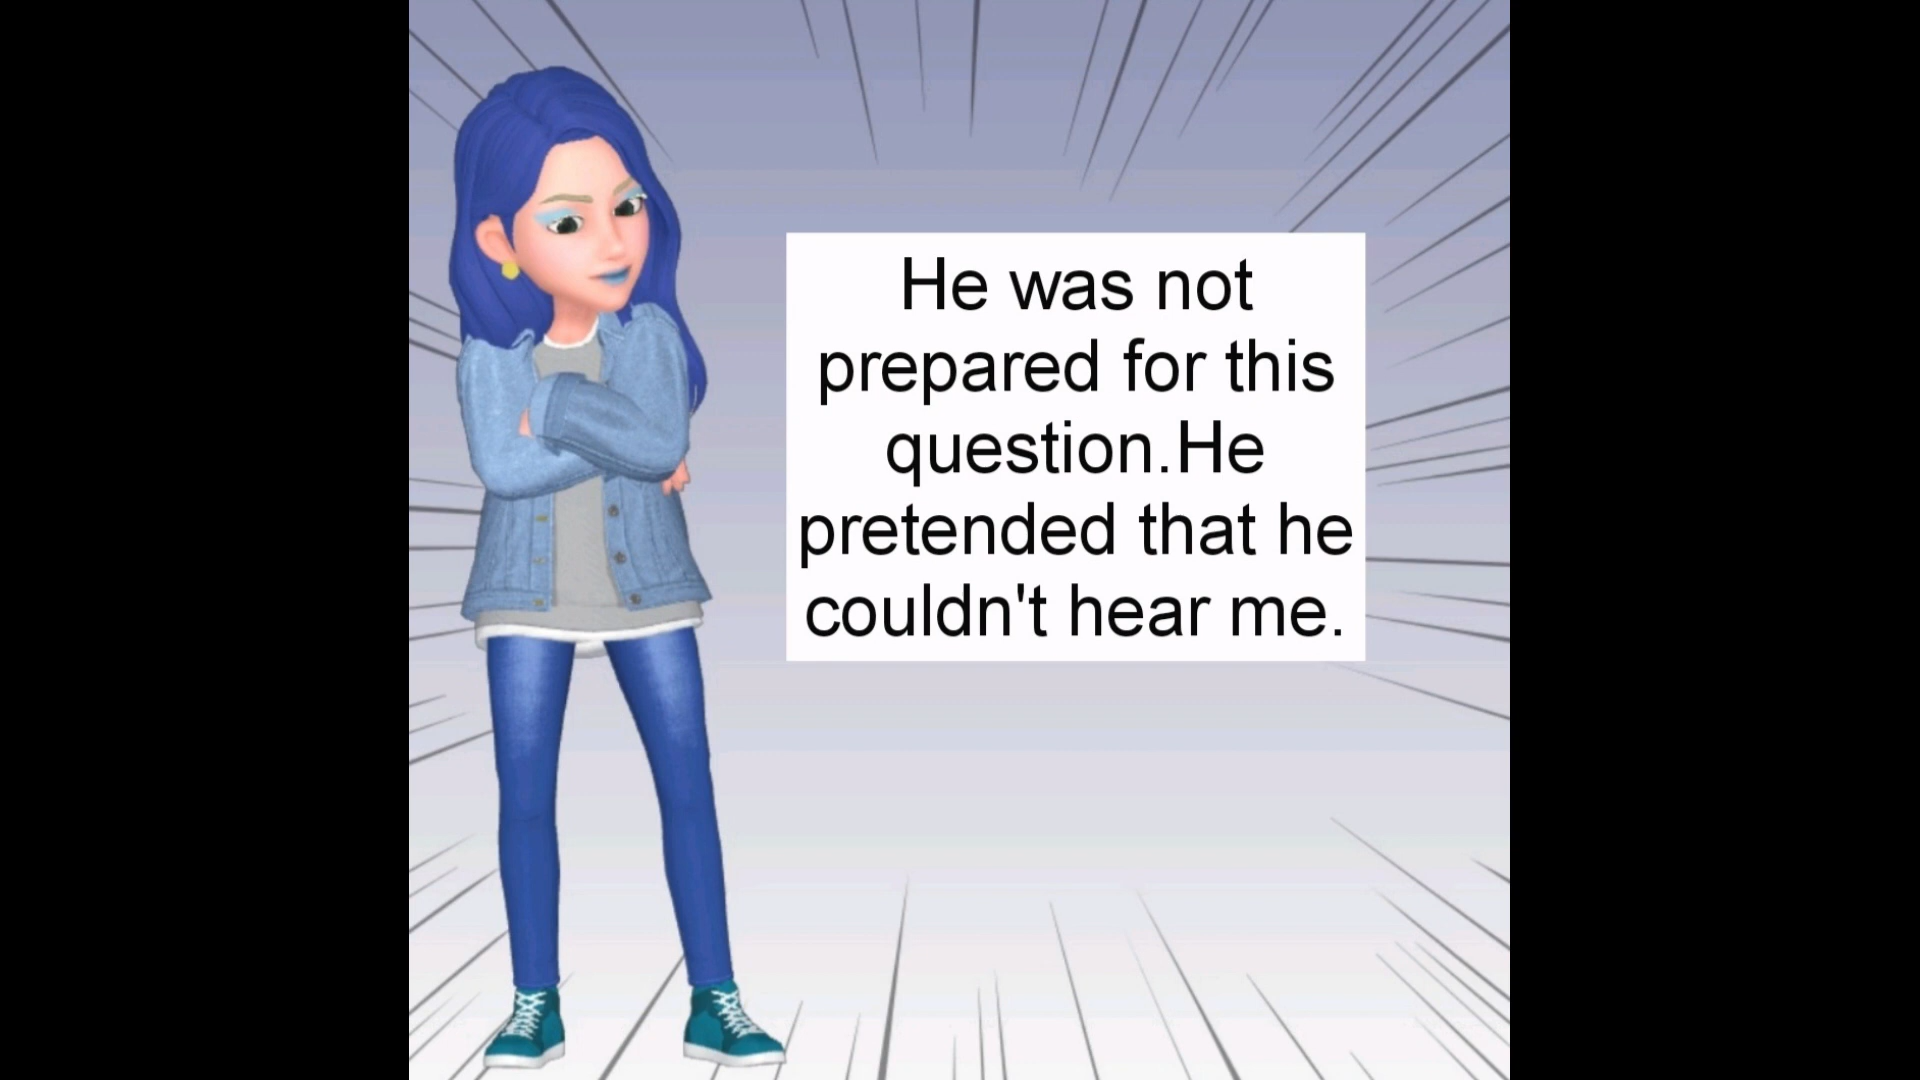 He was not
prepared for this
question.He
pretended that he
couldn't hear me.